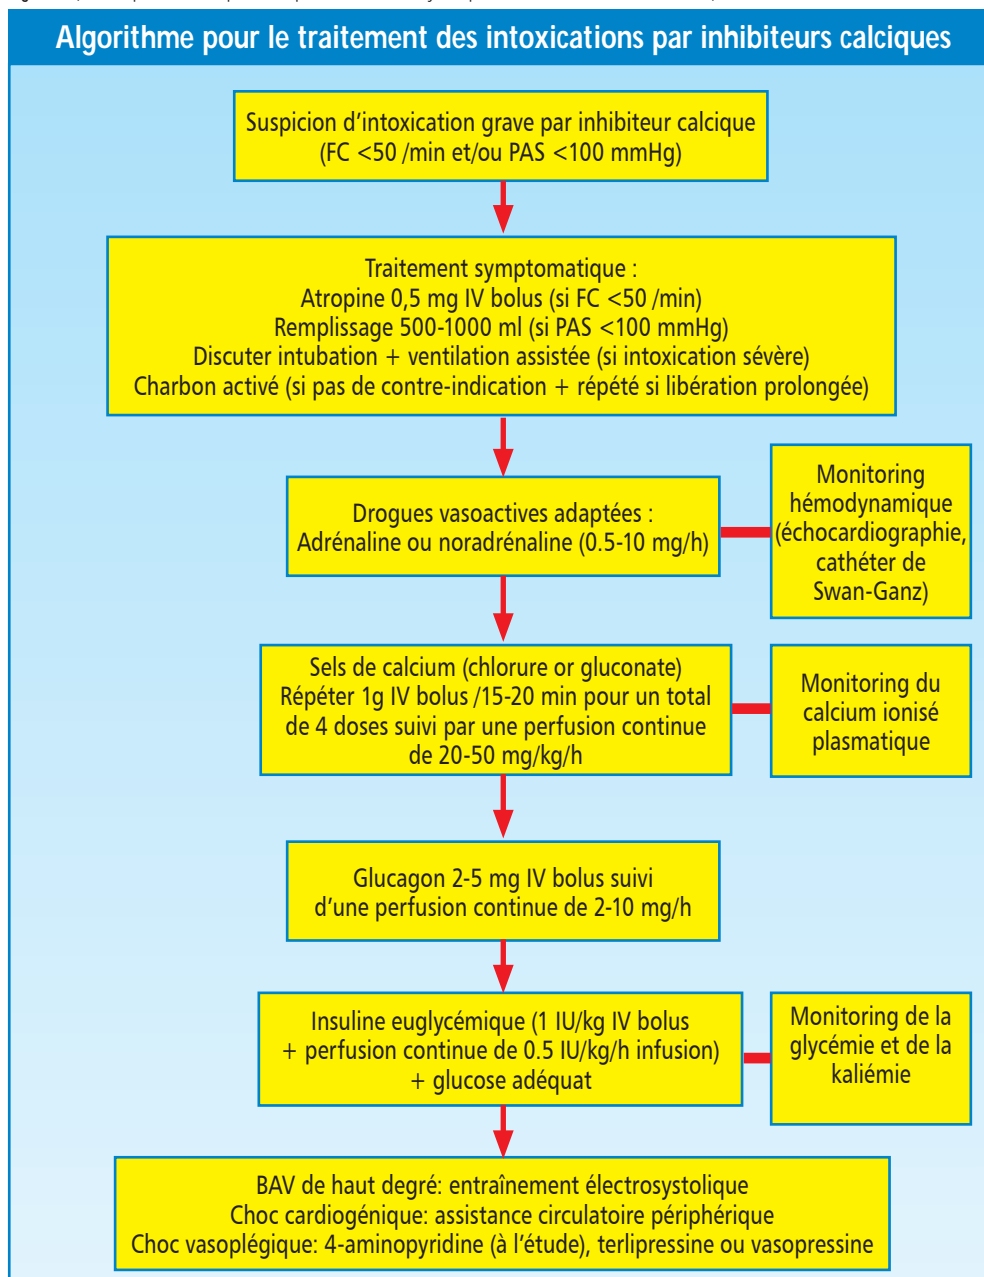 Algorithme pour le traitement des intoxications par inhibiteurs calciques
Suspicion d'intoxication grave par inhibiteur calcique
(FC <50 /min et/ou PAS <100 mmHg)
Traitement symptomatique :
Atropine 0,5 mg IV bolus (si FC <50 /min)
Remplissage 500-1000 ml (si PAS <100 mmHg)
Discuter intubation + ventilation assistée (si intoxication sévère)
Charbon activé (si pas de contre-indication + répété si libération prolongée)
Drogues vasoactives adaptées :
Adrénaline ou noradrénaline (0.5-10 mg/h)
Monitoring
hémodynamique
(échocardiographie,
cathéter de
Swan-Ganz)
Sels de calcium (chlorure or gluconate)
Répéter 1g IV bolus /15-20 min pour un total
de 4 doses suivi par une perfusion continue
de 20-50 mg/kg/h
Monitoring du
calcium ionisé
plasmatique
Glucagon 2-5 mg IV bolus suivi
d'une perfusion continue de 2-10 mg/h
Insuline euglycémique (1 IU/kg IV bolus
+ perfusion continue de 0.5 IU/kg/h infusion)
+ glucose adéquat
Monitoring de la
glycémie et de la
kaliémie
BAV de haut degré: entraînement électrosystolique
Choc cardiogénique: assistance circulatoire périphérique
Choc vasoplégique: 4-aminopyridine (à l'étude), terlipressine ou vasopressine